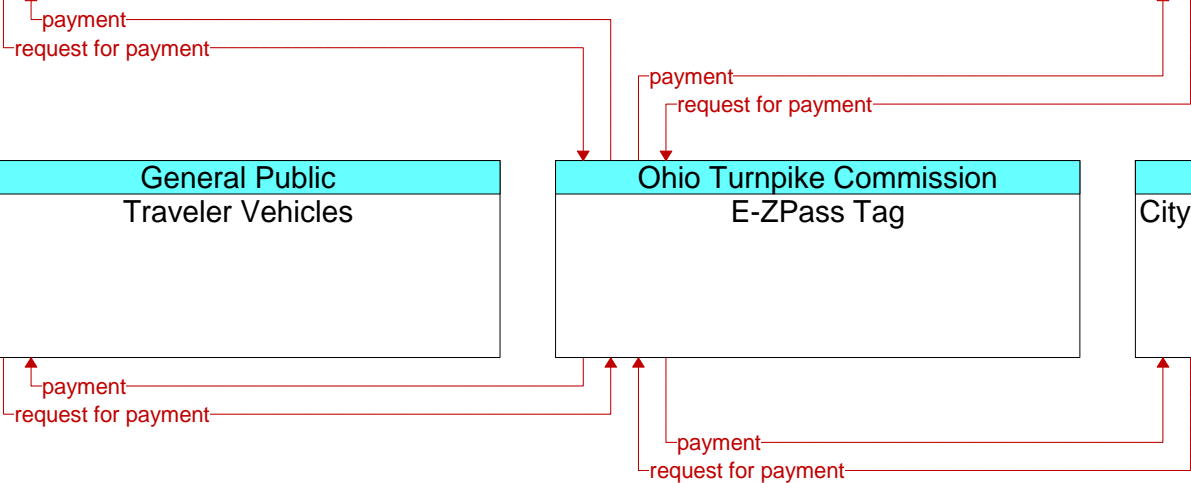 payment
request for payment
payment
request for payment
General Public
Traveler Vehicles
Ohio Turnpike Commission
E-ZPass Tag
City
payment
request for payment
payment
request for payment